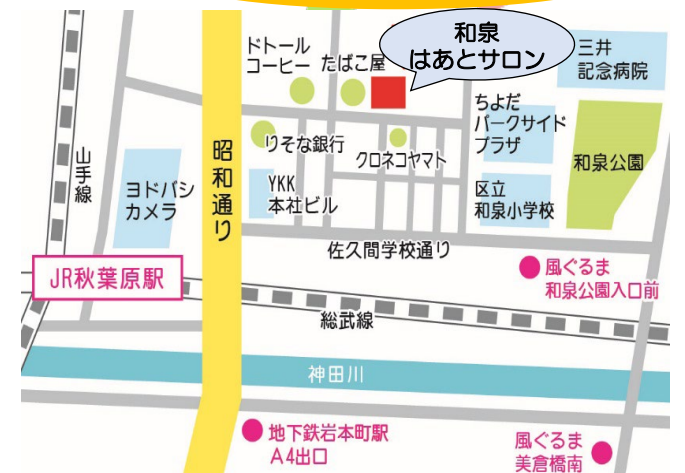 和泉
はあとサロン
ドトール
コーヒー
たばこ屋
三井
記念病院
ちよだ
パークサイド
プラザ
和泉公園
りそな銀行
クロネコヤマト
昭和通り
山手線
ヨドバシ
カメラ
YKK
本社ビル
区立
和泉小学校
佐久間学校通り
JR秋葉原駅
風ぐるま
和泉公園入口前
総武線
神田川
地下鉄岩本町駅
A4出口
風ぐるま
美倉橋南